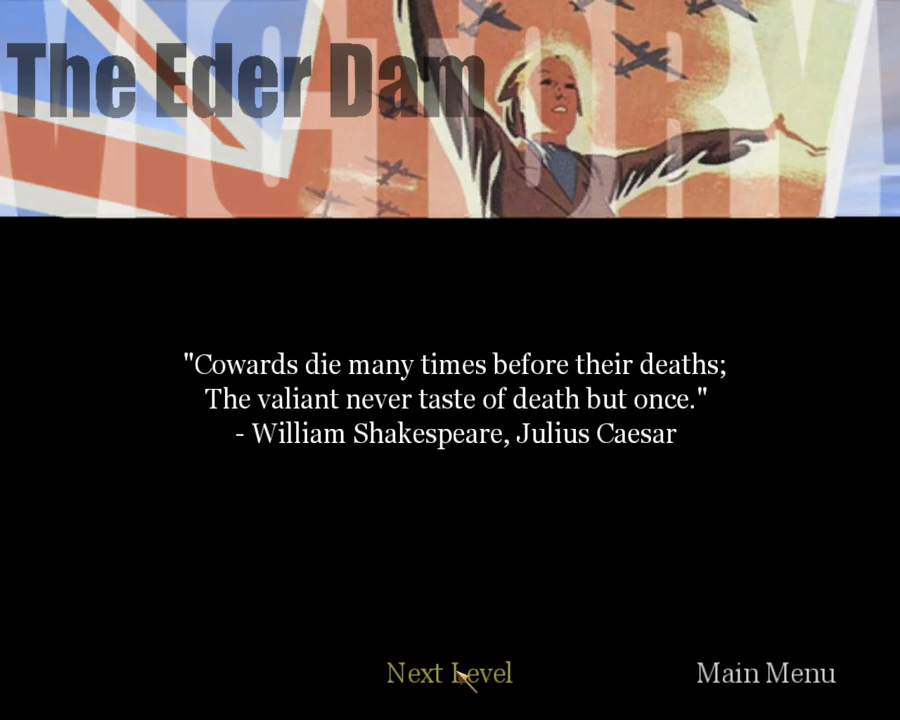 VICTORY
The Eder Dam
"Cowards die many times before their deaths;
The valiant never taste of death but once."
- William Shakespeare, Julius Caesar
Next Level
Main Menu